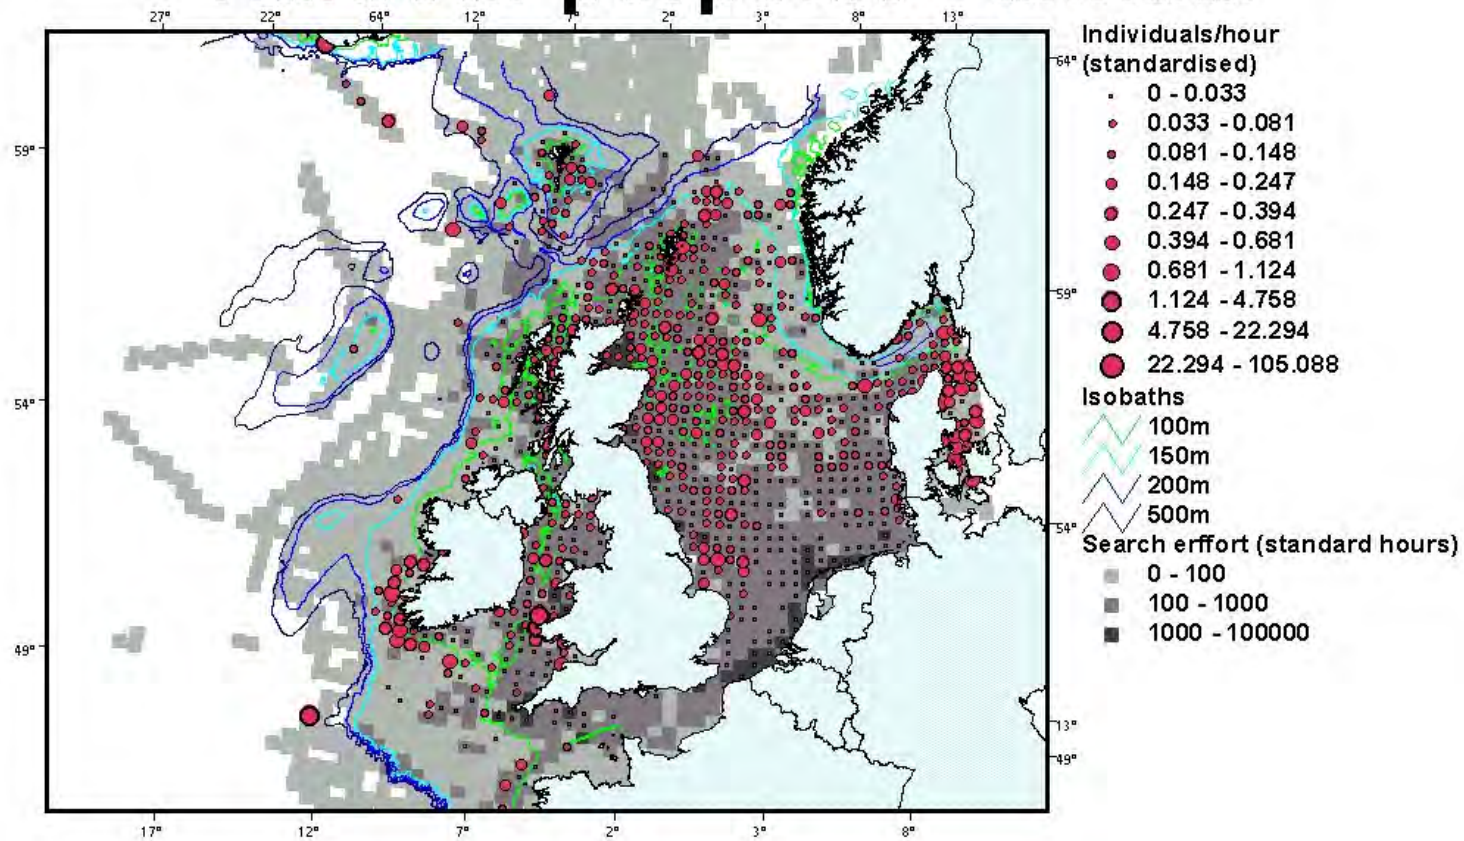 27° 22° 64° 12° 7° 2° 3° 8° 13°
Individuals/hour
(standardised)
0 - 0.033
0.033 - 0.081
0.081 - 0.148
0.148 - 0.247
0.247 - 0.394
0.394 - 0.681
0.681 - 1.124
1.124 - 4.758
4.758 - 22.294
22.294 - 105.088
Isobaths
100m
150m
200m
500m
Search erffort (standard hours)
0 - 100
100 - 1000
1000 - 100000
59°
54°
49°
64°
59°
54°
13°
49°
17° 12° 7° 2° 3° 8°